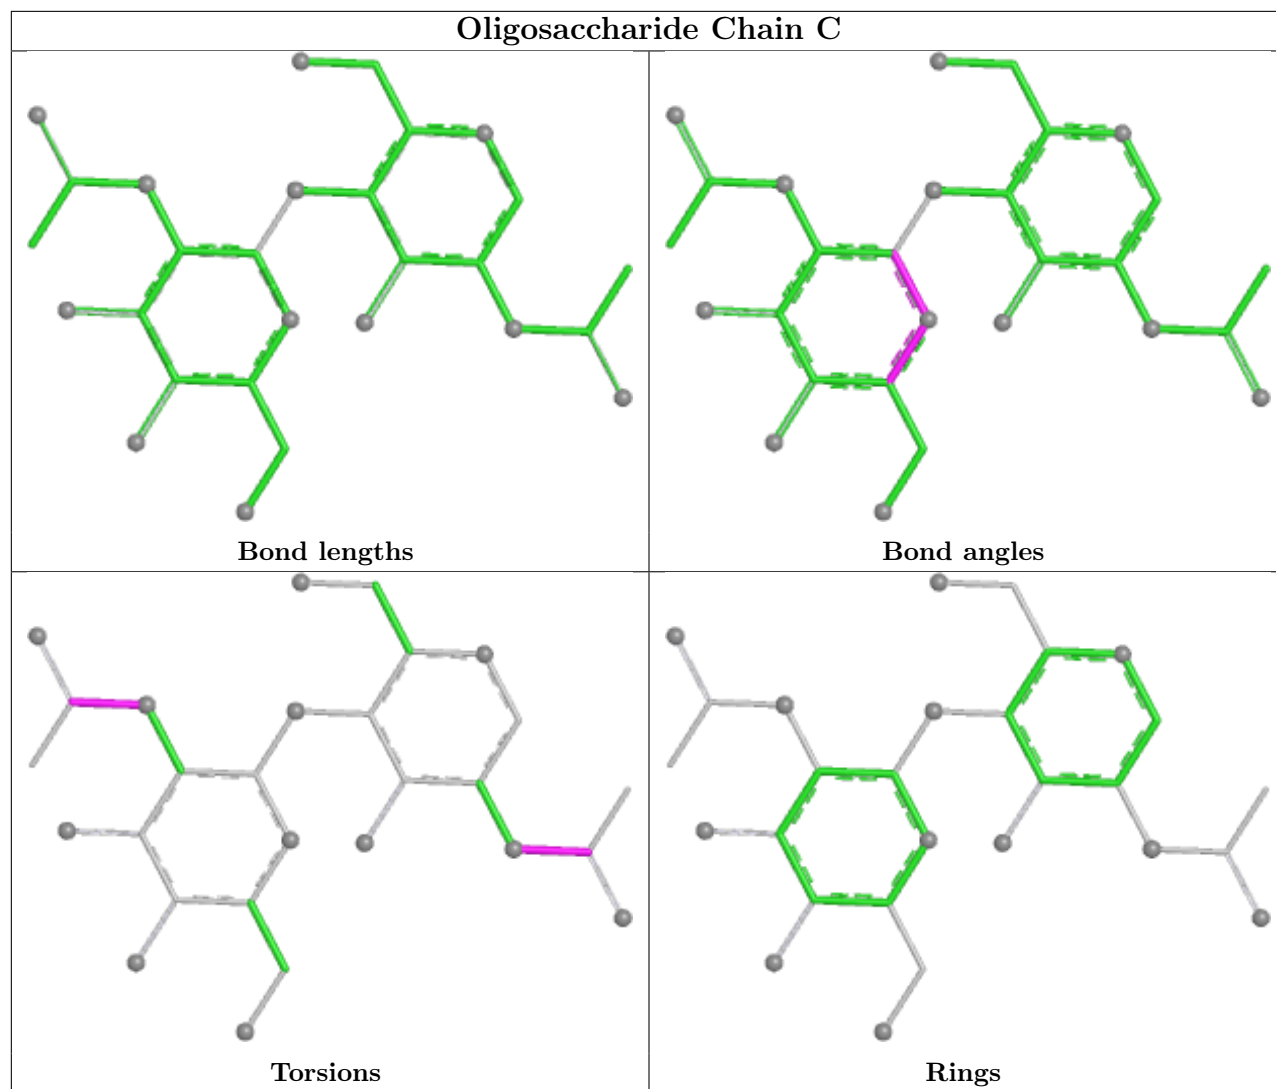 Oligosaccharide Chain C
Bond lengths
Bond angles
Torsions
Rings